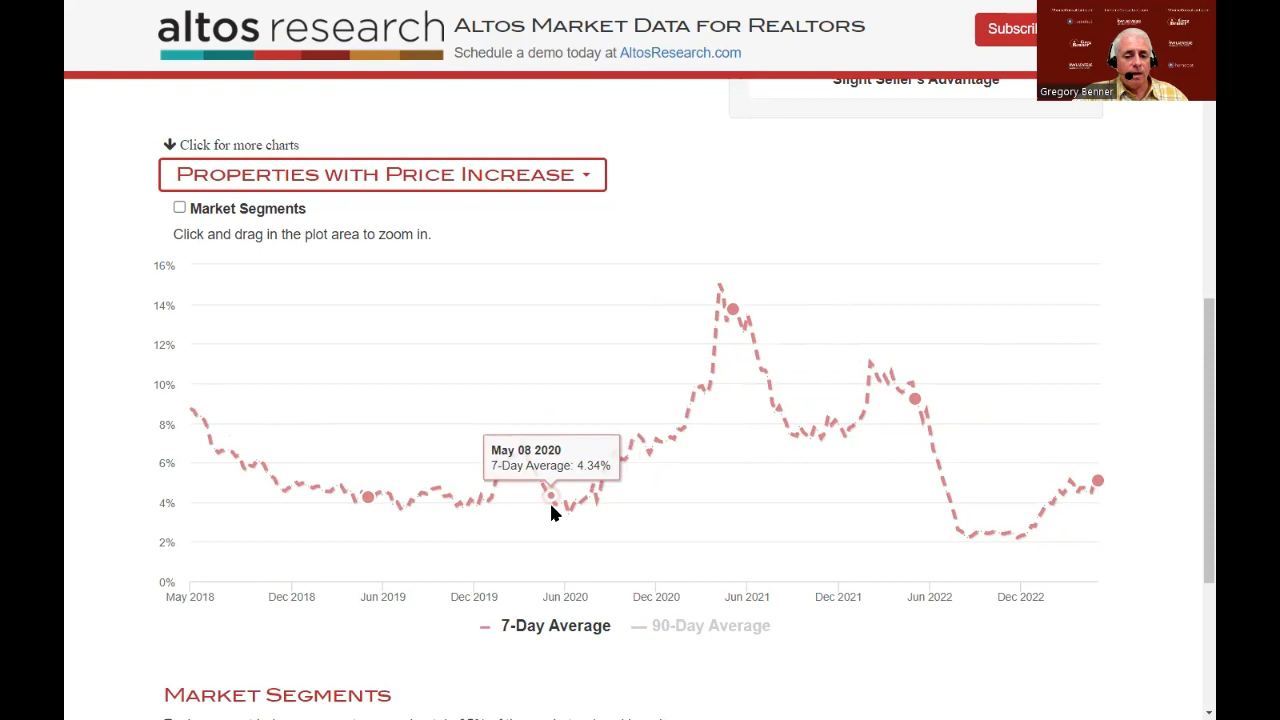 altos research
ALTOS MARKET DATA FOR REALTORS
Schedule a demo today at AltosResearch.com
Gregory Benner
Slight Seller's Advantage
Click for more charts
PROPERTIES WITH PRICE INCREASE
Market Segments
Click and drag in the plot area to zoom in.
16%
14%
12%
10%
8%
6%
4%
2%
0%
May 08 2020
7-Day Average: 4.34%
May 2018 Dec 2018 Jun 2019 Dec 2019 Jun 2020 Dec 2020 Jun 2021 Dec 2021 Jun 2022 Dec 2022
7-Day Average 90-Day Average
MARKET SEGMENTS